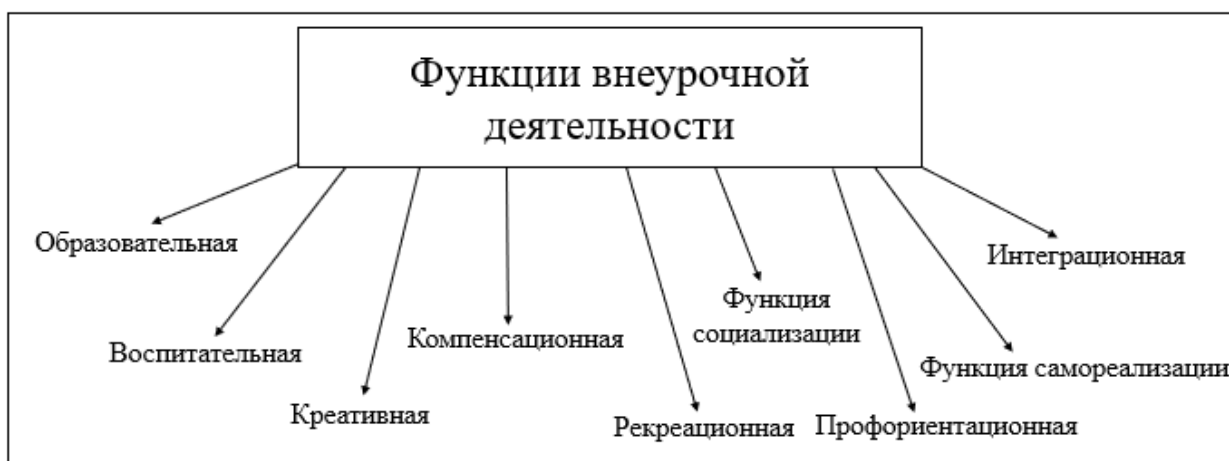 Функции внеурочной
деятельности
Образовательная
Воспитательная
Креативная
Компенсационная
Рекреационная
Функция
социализации
Профориентационная
Функция самореализации
Интеграционная